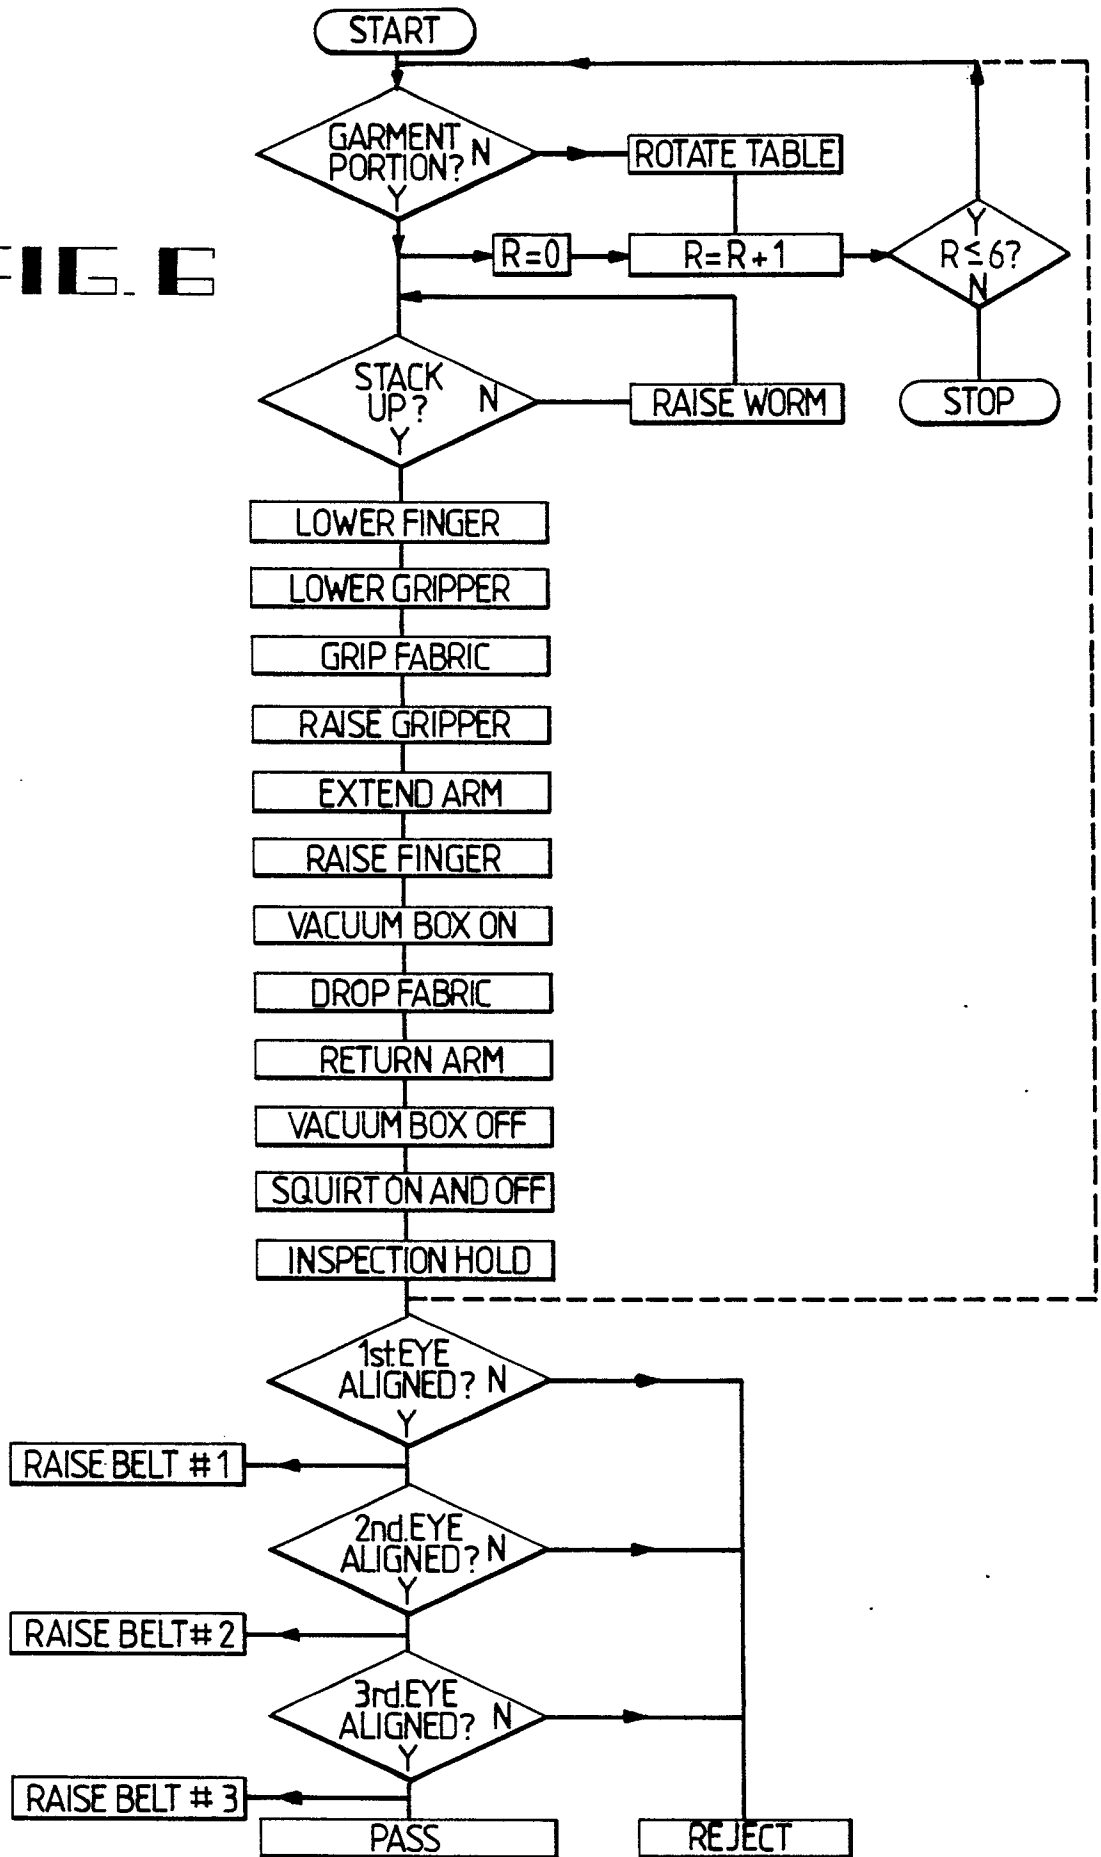 START
GARMENT
PORTION? N
Y
ROTATE TABLE
FIG. 6
R=0
R=R+1
Y
R≤6?
N
STACK
UP? N
Y
RAISE WORM
STOP
LOWER FINGER
LOWER GRIPPER
GRIP FABRIC
RAISE GRIPPER
EXTEND ARM
RAISE FINGER
VACUUM BOX ON
DROP FABRIC
RETURN ARM
VACUUM BOX OFF
SQUIRT ON AND OFF
INSPECTION HOLD
1st.EYE
ALIGNED? N
Y
RAISE BELT #1
2nd.EYE
ALIGNED? N
Y
RAISE BELT #2
3rd.EYE
ALIGNED? N
Y
RAISE BELT #3
PASS
REJECT